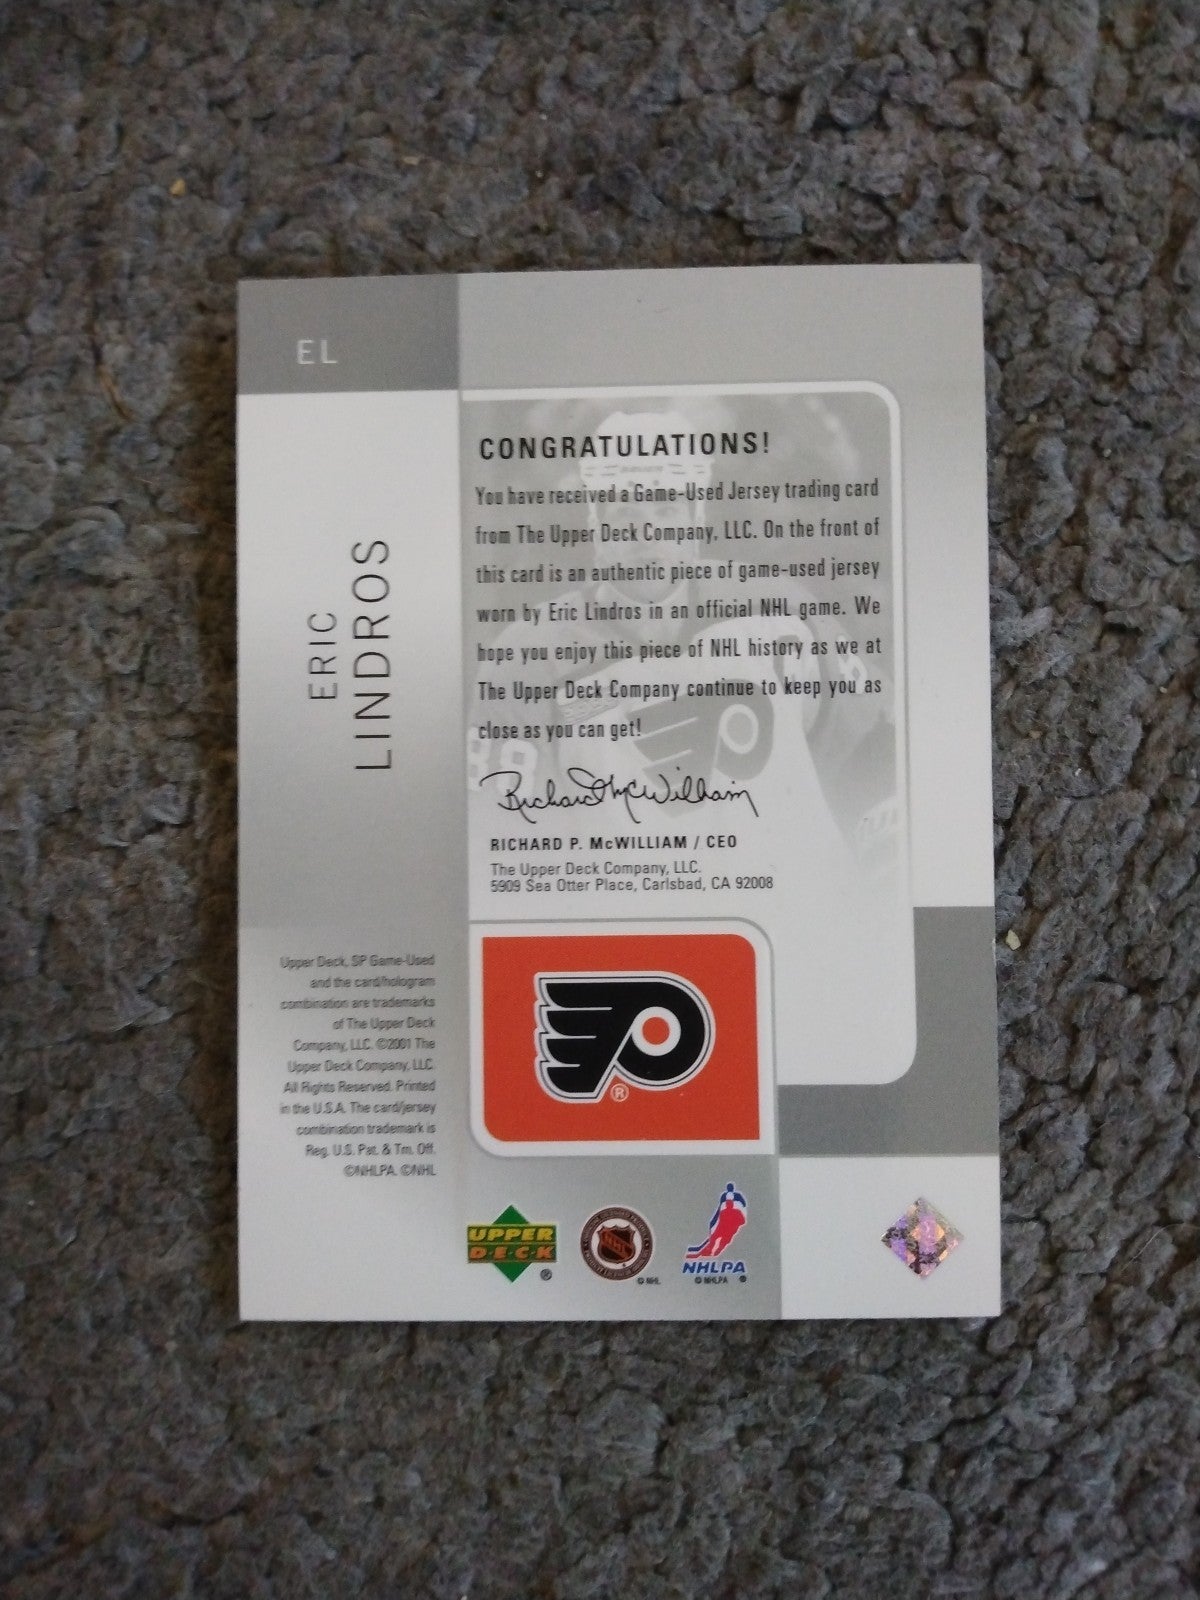 EL
ERIC
LINDROS
CONGRATULATIONS!
You have received a Game-Used Jersey trading card
from The Upper Deck Company, LLC. On the front of
this card is an authentic piece of game-used jersey
worn by Eric Lindros in an official NHL game. We
hope you enjoy this piece of NHL history as we at
The Upper Deck Company continue to keep you as
close as you can get!
Richard McWilliam
RICHARD P. McWILLIAM / CEO
The Upper Deck Company, LLC.
5909 Sea Otter Place, Carlsbad, CA 92008
Upper Deck, SP Game-Used
and the card/hologram
combination are trademarks
of The Upper Deck
Company, LLC. ©2001 The
Upper Deck Company, LLC.
All Rights Reserved. Printed
in the U.S.A. The card/jersey
combination trademark is
Reg. U.S. Pat. & Tm. Off.
©NHLPA. ©NHL
®
UPPER
DECK
®
NHL
© NHL
NHLPA
© NHLPA ®